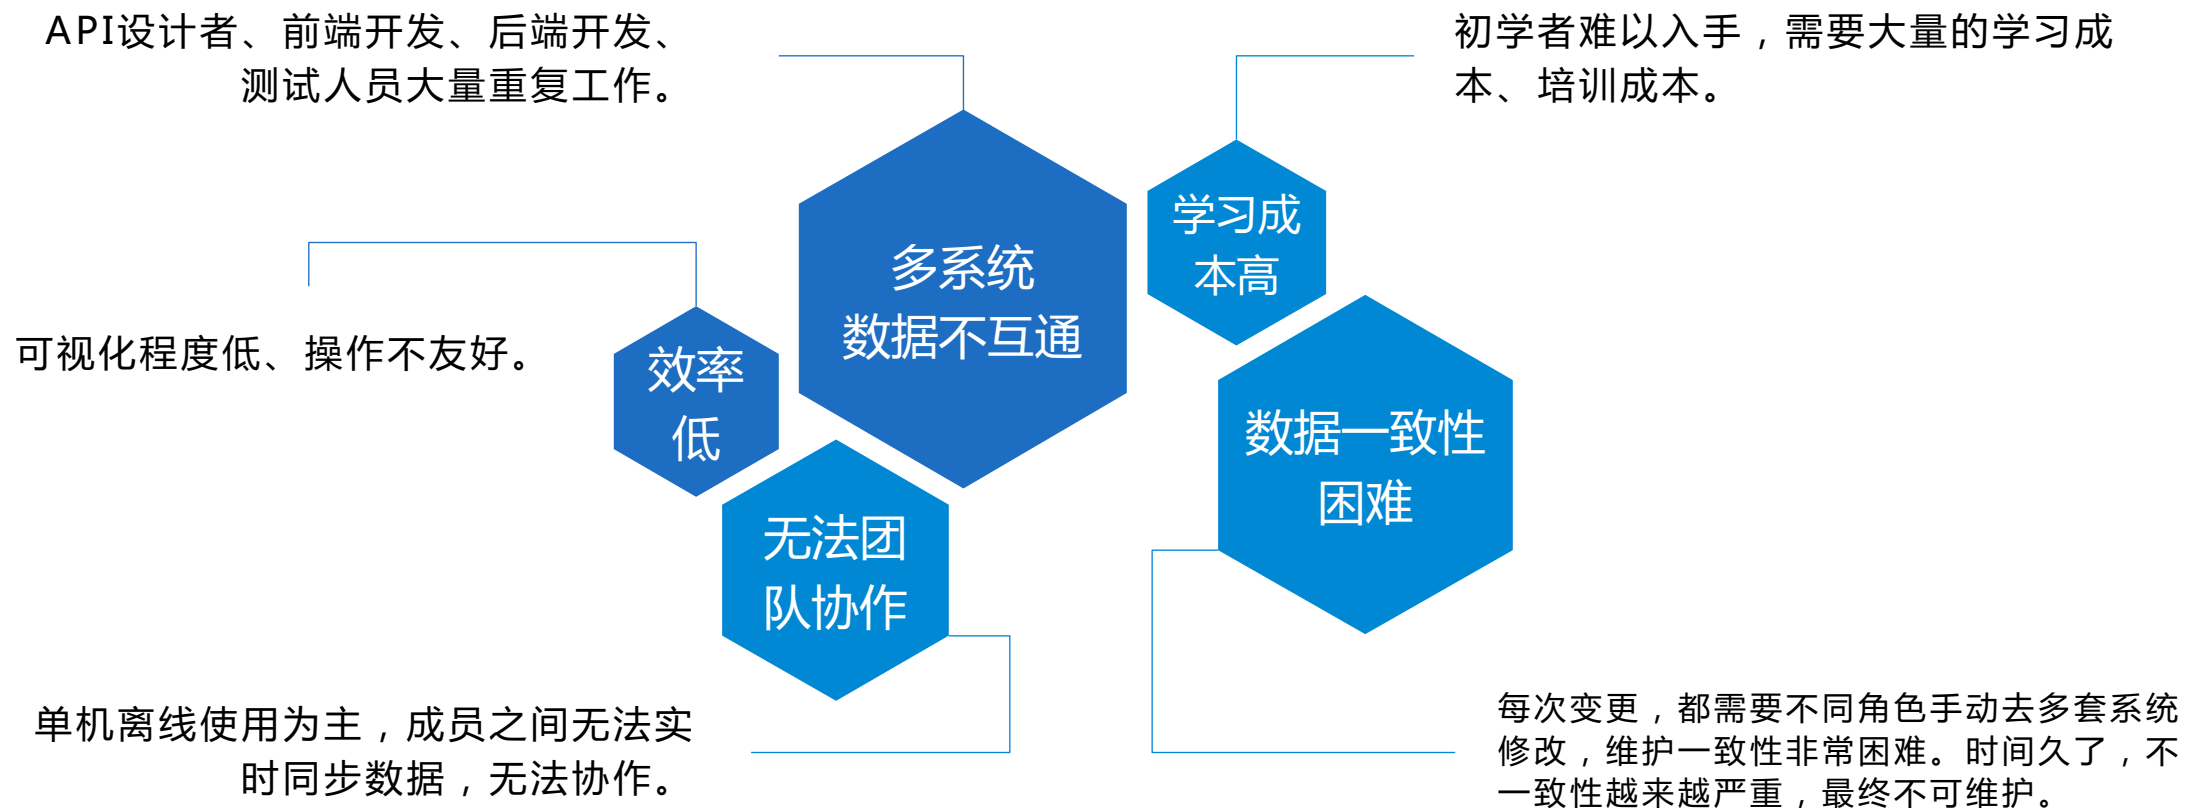 API设计者、前端开发、后端开发、
测试人员大量重复工作。
初学者难以入手，需要大量的学习成
本、培训成本。
多系统
数据不互通
学习成
本高
可视化程度低、操作不友好。
效率
低
数据一致性
困难
无法团
队协作
单机离线使用为主，成员之间无法实
时同步数据，无法协作。
每次变更，都需要不同角色手动去多套系统
修改，维护一致性非常困难。时间久了，不
一致性越来越严重，最终不可维护。